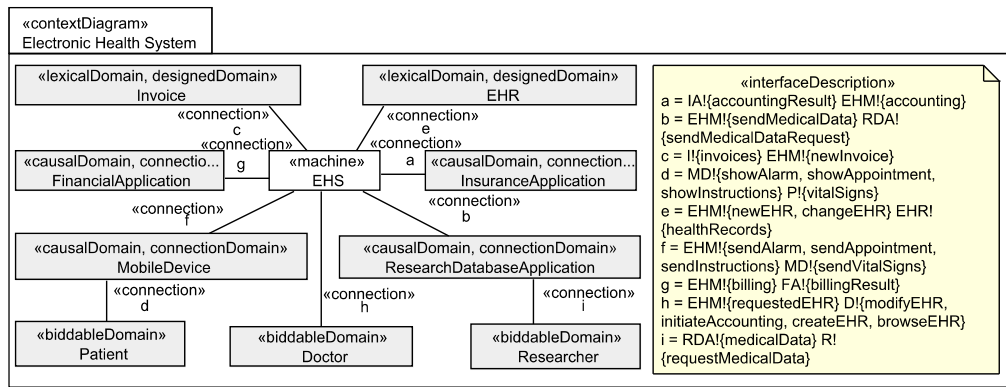 «contextDiagram»
Electronic Health System
«lexicalDomain, designedDomain»
Invoice
«lexicalDomain, designedDomain»
EHR
«connection»
c
«connection»
e
«connection»
g
«connection»
a
«causalDomain, connectio...
FinancialApplication
«machine»
EHS
«causalDomain, connection...
InsuranceApplication
«connection»
f
«connection»
b
«causalDomain, connectionDomain»
MobileDevice
«causalDomain, connectionDomain»
ResearchDatabaseApplication
«connection»
d
«connection»
h
«connection»
i
«biddableDomain»
Patient
«biddableDomain»
Doctor
«biddableDomain»
Researcher
«interfaceDescription»
a = IA!{accountingResult} EHM!{accounting}
b = EHM!{sendMedicalData} RDA!
{sendMedicalDataRequest}
c = I!{invoices} EHM!{newInvoice}
d = MD!{showAlarm, showAppointment,
showInstructions} P!{vitalSigns}
e = EHM!{newEHR, changeEHR} EHR!
{healthRecords}
f = EHM!{sendAlarm, sendAppointment,
sendInstructions} MD!{sendVitalSigns}
g = EHM!{billing} FA!{billingResult}
h = EHM!{requestedEHR} D!{modifyEHR,
initiateAccounting, createEHR, browseEHR}
i = RDA!{medicalData} R!
{requestMedicalData}